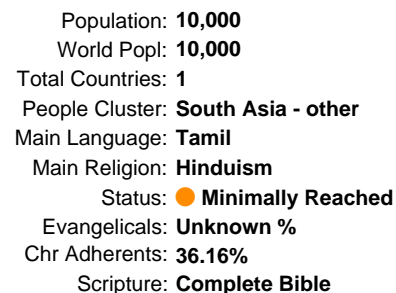 Population: 10,000
World Popl: 10,000
Total Countries: 1
People Cluster: South Asia - other
Main Language: Tamil
Main Religion: Hinduism
Status: Minimally Reached
Evangelicals: Unknown %
Chr Adherents: 36.16%
Scripture: Complete Bible